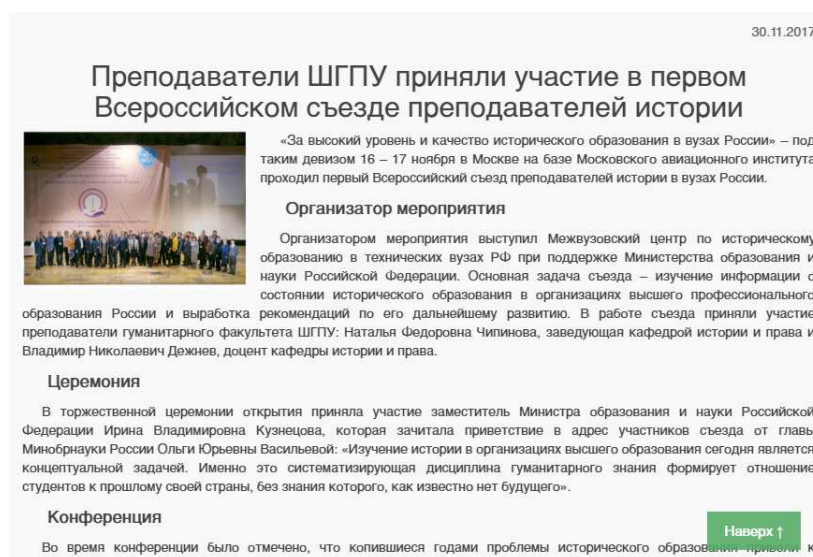 30.11.2017
Преподаватели ШГПУ приняли участие в первом
Всероссийском съезде преподавателей истории
«За высокий уровень и качество исторического образования в вузах России» – под
таким девизом 16 – 17 ноября в Москве на базе Московского авиационного института
проходил первый Всероссийский съезд преподавателей истории в вузах России.
Организатор мероприятия
Организатором мероприятия выступил Межвузовский центр по историческому
образованию в технических вузах РФ при поддержке Министерства образования и
науки Российской Федерации. Основная задача съезда – изучение информации о
состоянии исторического образования в организациях высшего профессионального
образования России и выработка рекомендаций по его дальнейшему развитию. В работе съезда приняли участие
преподаватели гуманитарного факультета ШГПУ: Наталья Федоровна Чипинова, заведующая кафедрой истории и права и
Владимир Николаевич Дежнев, доцент кафедры истории и права.
Церемония
В торжественной церемонии открытия приняла участие заместитель Министра образования и науки Российской
Федерации Ирина Владимировна Кузнецова, которая зачитала приветствие в адрес участников съезда от главы
Минобрнауки России Ольги Юрьевны Васильевой: «Изучение истории в организациях высшего образования сегодня является
концептуальной задачей. Именно это систематизирующая дисциплина гуманитарного знания формирует отношение
студентов к прошлому своей страны, без знания которого, как известно нет будущего».
Конференция
Наверх ↑
Во время конференции было отмечено, что копившиеся годами проблемы исторического образования привели к